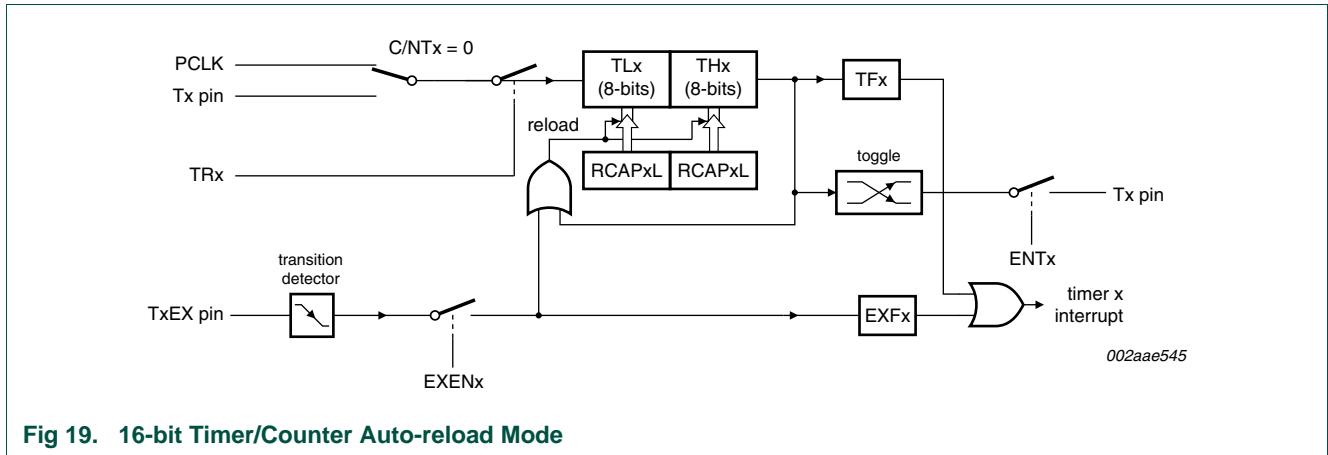 C/NTx = 0
PCLK
Tx pin
TRx
TLx
(8-bits)
THx
(8-bits)
TFx
reload
RCAPxL
RCAPxL
toggle
Tx pin
ENTx
transition
detector
TxEX pin
EXENx
EXFx
timer x
interrupt
002aae545
Fig 19. 16-bit Timer/Counter Auto-reload Mode